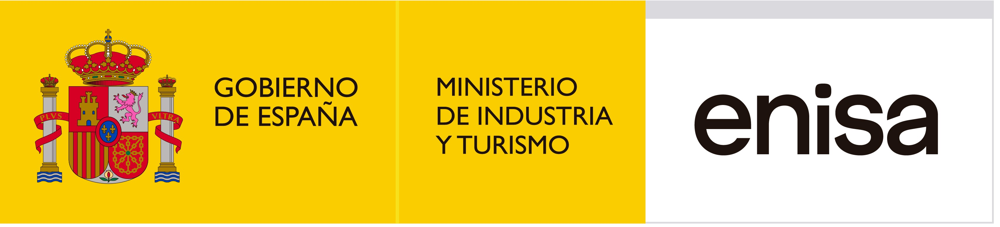 PLVS
VLTRA
GOBIERNO
DE ESPAÑA
MINISTERIO
DE INDUSTRIA
Y TURISMO
enisa